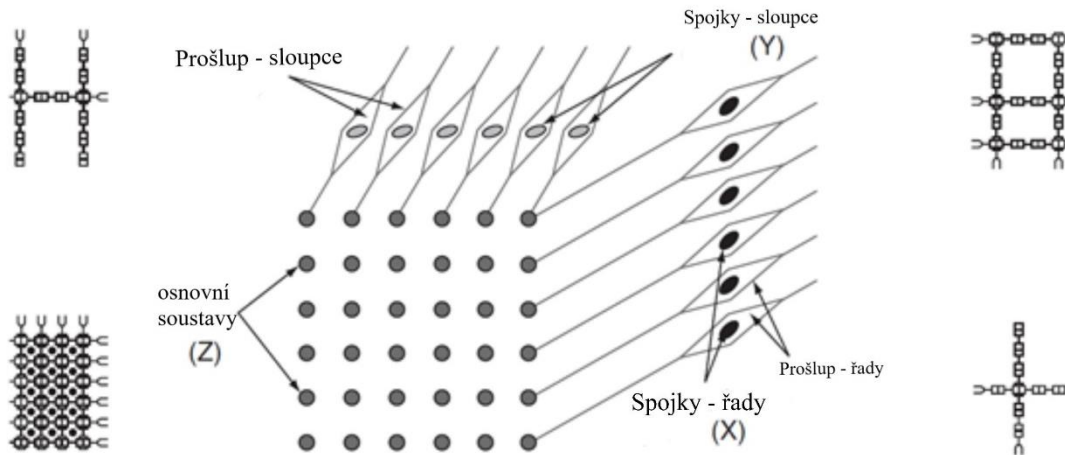 Spojky - sloupce
(Y)
Prošlup - sloupce
osnovní
soustavy
(Z)
Prošlup - řady
Spojky - řady
(X)